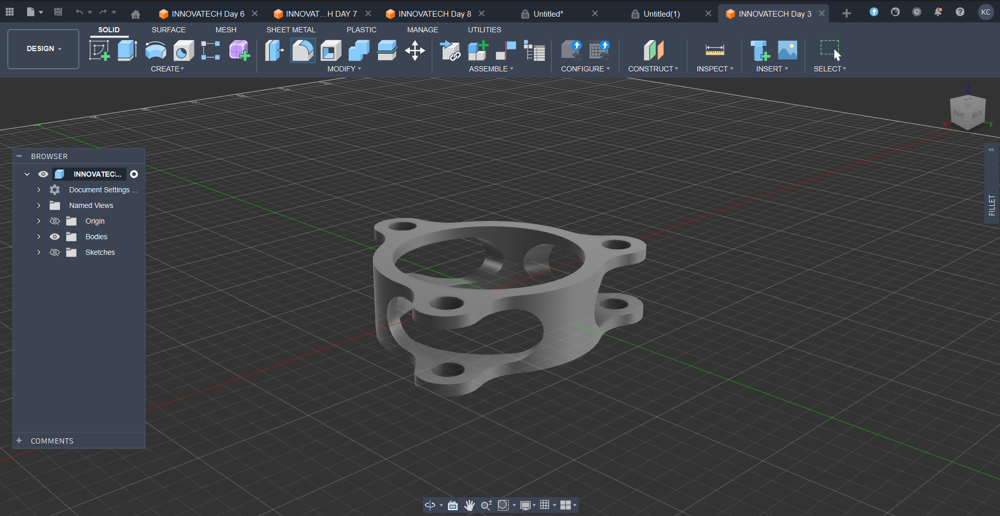 INNOVATECH Day 6
INNOVAT...H DAY 7
INNOVATECH Day 8
Untitled*
Untitled(1)
INNOVATECH Day 3
KC
DESIGN
SOLID
SURFACE
MESH
SHEET METAL
PLASTIC
MANAGE
UTILITIES
CREATE
MODIFY
ASSEMBLE
CONFIGURE
CONSTRUCT
INSPECT
INSERT
SELECT
Z
RIGHT
BACK
X
Y
FILLET
BROWSER
INNOVATEC...
Document Settings ...
Named Views
Origin
Bodies
Sketches
COMMENTS